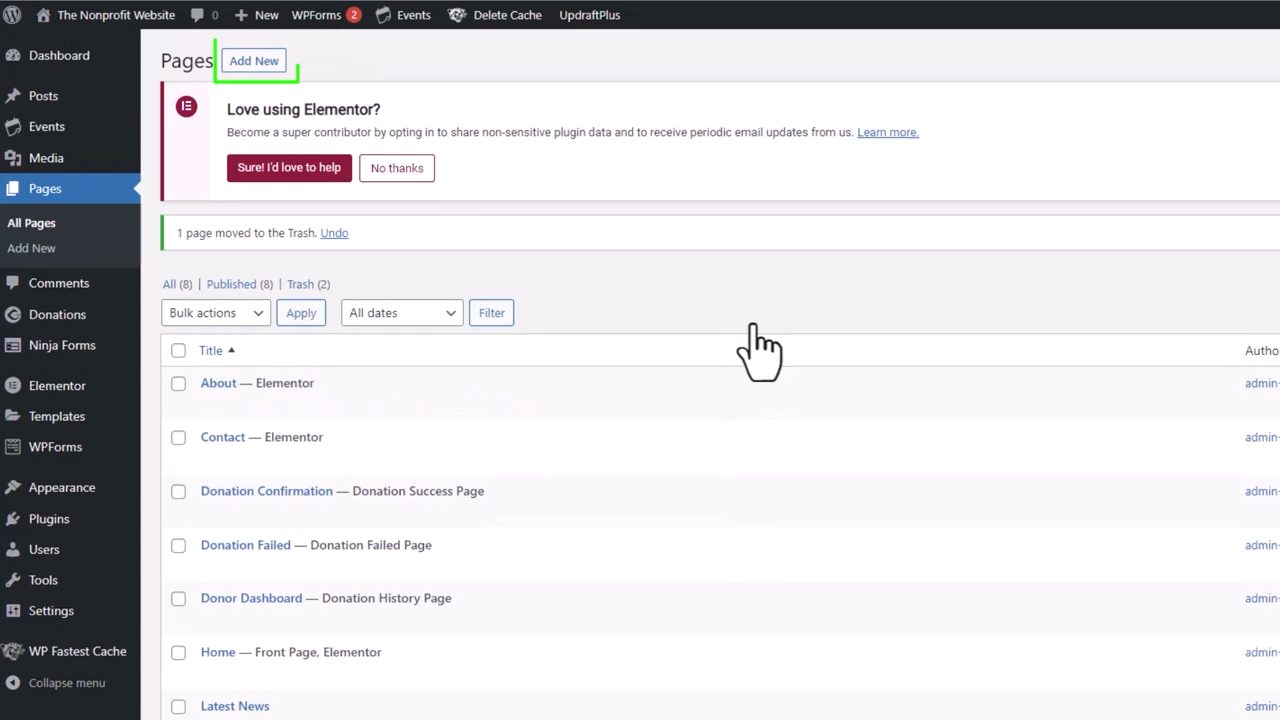 The Nonprofit Website 0 New WPForms 2 Events Delete Cache UpdraftPlus
Dashboard
Posts
Events
Media
Pages
All Pages
Add New
Comments
Donations
Ninja Forms
Elementor
Templates
WPForms
Appearance
Plugins
Users
Tools
Settings
WP Fastest Cache
Collapse menu
Pages Add New
Love using Elementor?
Become a super contributor by opting in to share non-sensitive plugin data and to receive periodic email updates from us. Learn more.
Sure! I'd love to help No thanks
1 page moved to the Trash. Undo
All (8) | Published (8) | Trash (2)
Bulk actions Apply All dates Filter
Title Autho
About — Elementor admin-
Contact — Elementor admin-
Donation Confirmation — Donation Success Page admin-
Donation Failed — Donation Failed Page admin-
Donor Dashboard — Donation History Page admin-
Home — Front Page, Elementor admin-
Latest News admin-